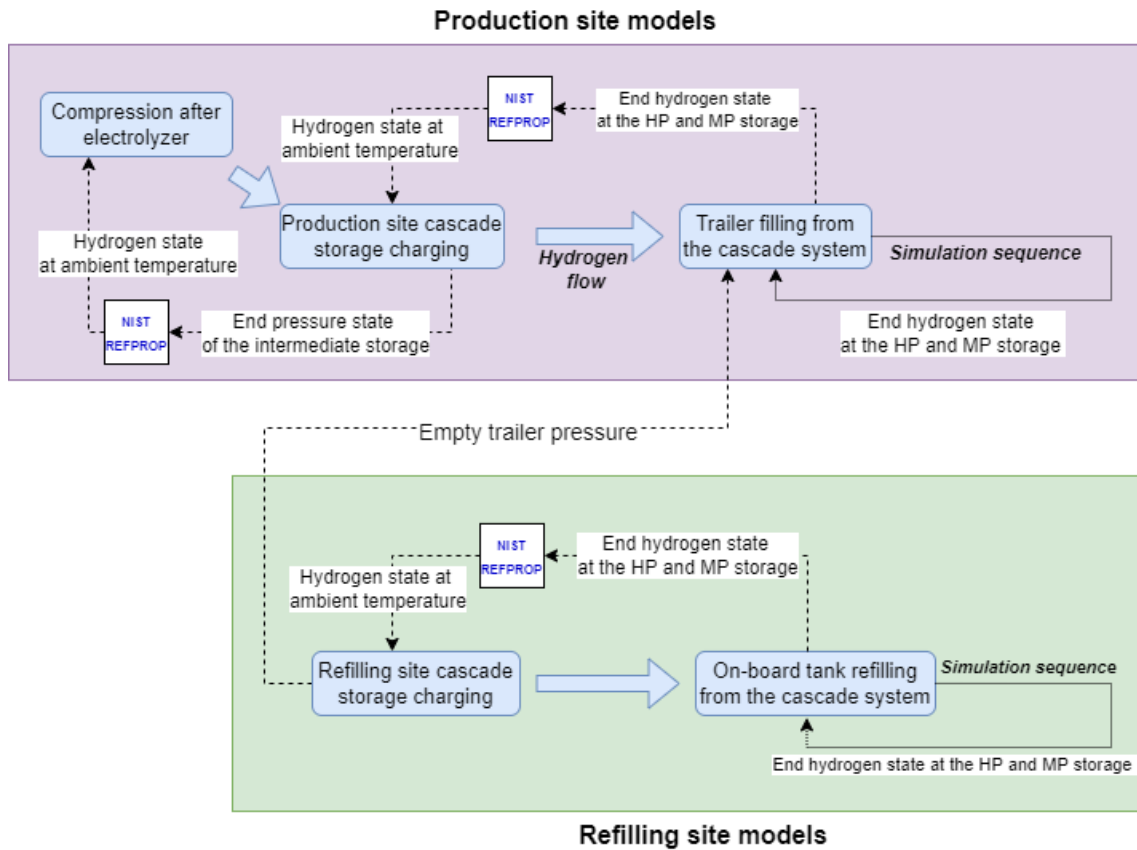 Production site models
Compression after
electrolyzer
NIST
REFPROP
End hydrogen state
at the HP and MP storage
Hydrogen state at
ambient temperature
Production site cascade
storage charging
Hydrogen
flow
Trailer filling from
the cascade system
Simulation sequence
Hydrogen state
at ambient temperature
NIST
REFPROP
End pressure state
of the intermediate storage
End hydrogen state
at the HP and MP storage
Empty trailer pressure
NIST
REFPROP
End hydrogen state
at the HP and MP storage
Hydrogen state at
ambient temperature
Refilling site cascade
storage charging
On-board tank refilling
from the cascade system
Simulation sequence
End hydrogen state at the HP and MP storage
Refilling site models